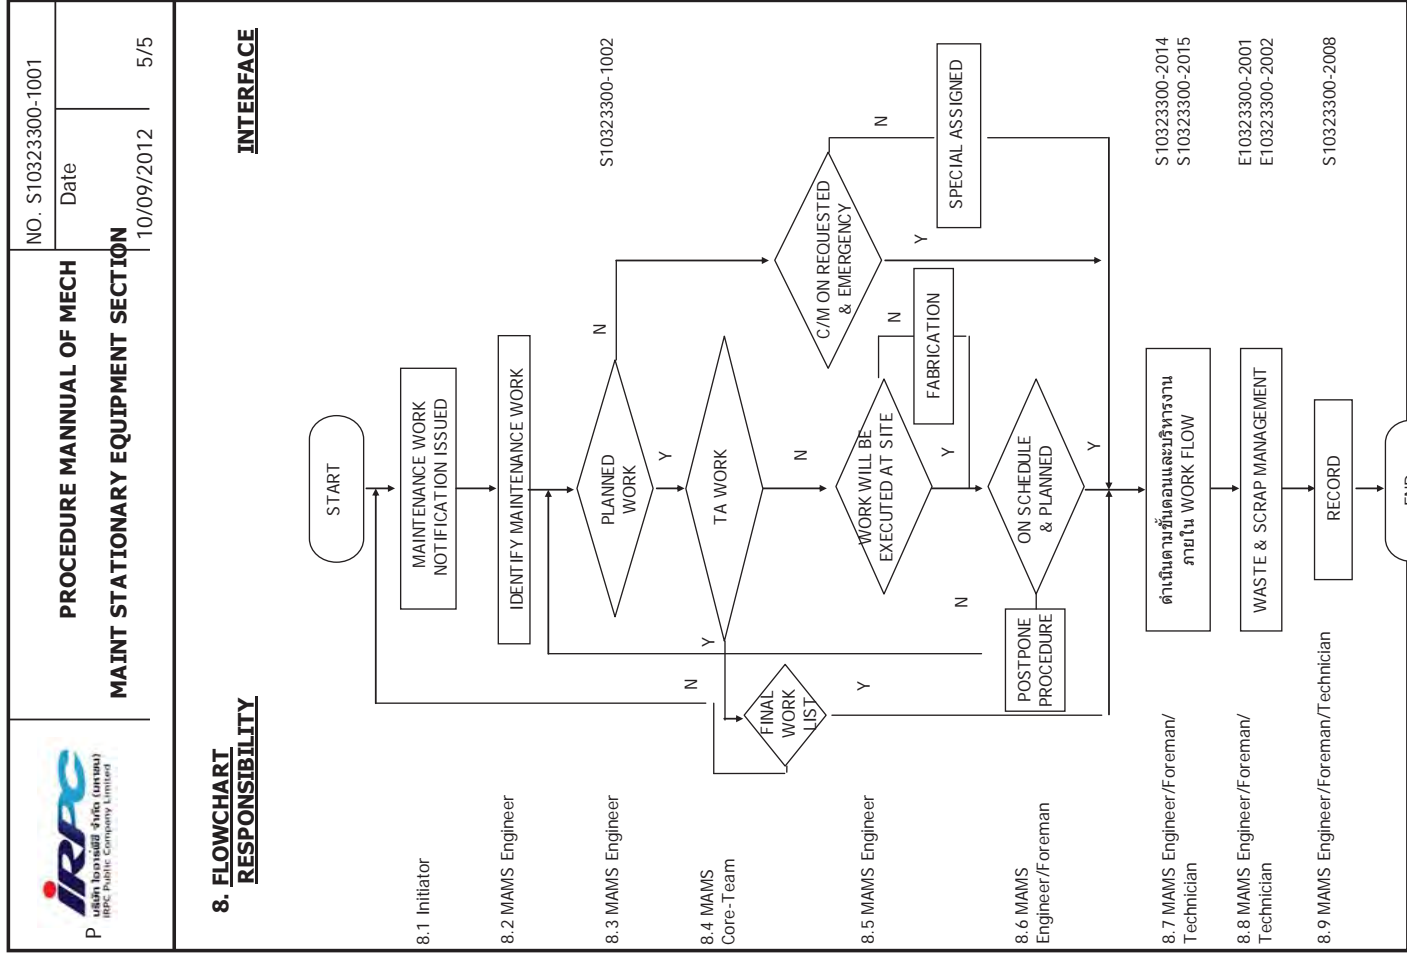 P
iRPC
บริษัท ไออาร์พีซี จำกัด (มหาชน)
IRPC Public Company Limited
PROCEDURE MANNUAL OF MECH
MAINT STATIONARY EQUIPMENT SECTION
NO. S10323300-1001
Date
10/09/2012
5/5
8. FLOWCHART
RESPONSIBILITY
INTERFACE
START
8.1 Initiator
MAINTENANCE WORK
NOTIFICATION ISSUED
8.2 MAMS Engineer
IDENTIFY MAINTENANCE WORK
8.3 MAMS Engineer
PLANNED
WORK
N
S10323300-1002
Y
8.4 MAMS
Core-Team
TA WORK
Y
N
N
FINAL
WORK
LIST
Y
C/M ON REQUESTED
& EMERGENCY
N
Y
SPECIAL ASSIGNED
8.5 MAMS Engineer
WORK WILL BE
EXECUTED AT SITE
N
Y
FABRICATION
8.6 MAMS
Engineer/Foreman
ON SCHEDULE
& PLANNED
N
Y
POSTPONE
PROCEDURE
8.7 MAMS Engineer/Foreman/
Technician
ดำเนินตามขั้นตอนและบริหารงาน
ภายใน WORK FLOW
S10323300-2014
S10323300-2015
8.8 MAMS Engineer/Foreman/
Technician
WASTE & SCRAP MANAGEMENT
E10323300-2001
E10323300-2002
8.9 MAMS Engineer/Foreman/Technician
RECORD
S10323300-2008
END